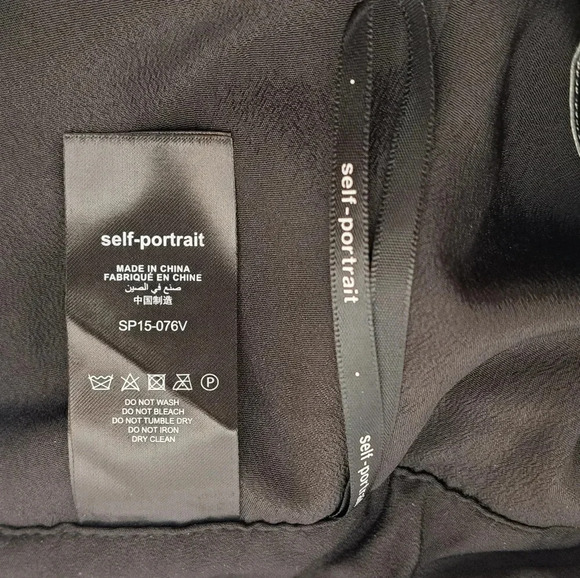 self-portrait
MADE IN CHINA
FABRIQUÉ EN CHINE
صنع في الصين
中国制造
SP15-076V
P
DO NOT WASH
DO NOT BLEACH
DO NOT TUMBLE DRY
DO NOT IRON
DRY CLEAN
self-portrait
self-portrai